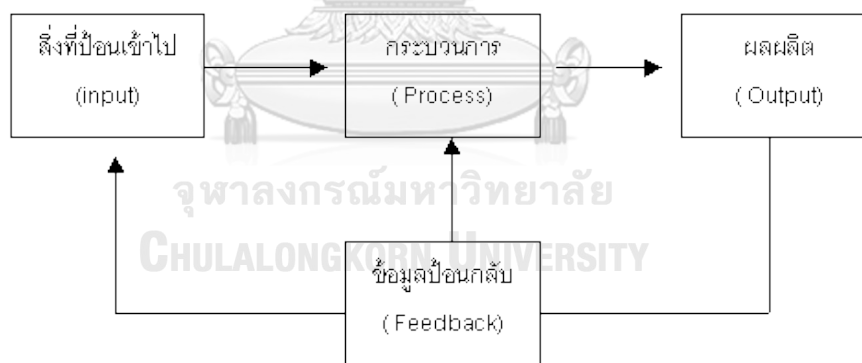 สิ่งที่ป้อนเข้าไป
(input)
กระบวนการ
( Process)
ผลผลิต
( Output)
จุฬาลงกรณ์มหาวิทยาลัย
CHULALONGKORN UNIVERSITY
ข้อมูลป้อนกลับ
( Feedback)